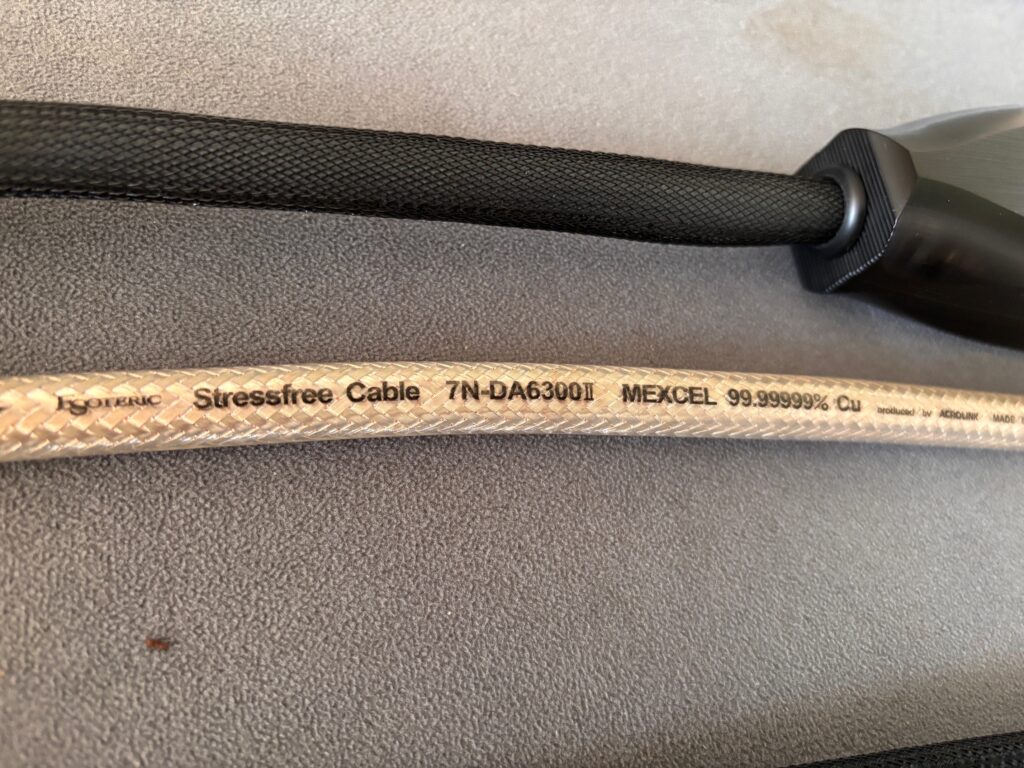 ESOTERIC Stressfree Cable 7N-DA6300II MEXCEL 99.99999% Cu produced by ACROLINK MADE